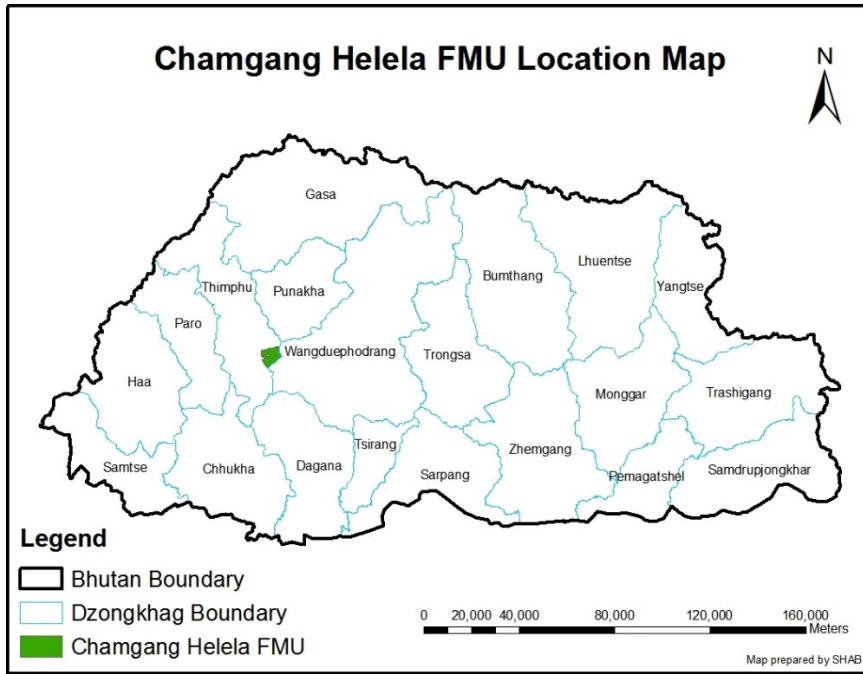 Chamgang Helela FMU Location Map
N
Gasa
Lhuentse
Bumthang
Thimphu
Punakha
Yangtse
Paro
Wangduephodrang
Trongsa
Haa
Monggar
Trashigang
Tsirang
Zhemgang
Samtse
Chhukha
Dagana
Sarpang
Pemagatshel
Samdrupjongkhar
Legend
Bhutan Boundary
Dzongkhag Boundary
Chamgang Helela FMU
0 20,000 40,000 80,000 120,000 160,000
Meters
Map prepared by SHAB